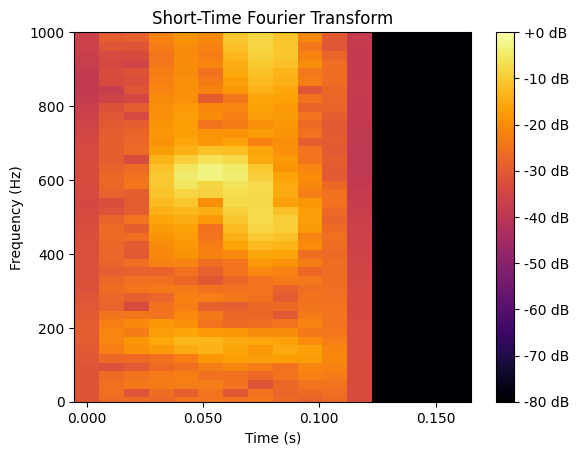 Short-Time Fourier Transform
1000
800
600
400
200
0
Frequency (Hz)
0.000
0.050
0.100
0.150
Time (s)
+0 dB
-10 dB
-20 dB
-30 dB
-40 dB
-50 dB
-60 dB
-70 dB
-80 dB